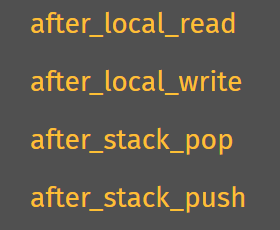 after_local_read
after_local_write
after_stack_pop
after_stack_push